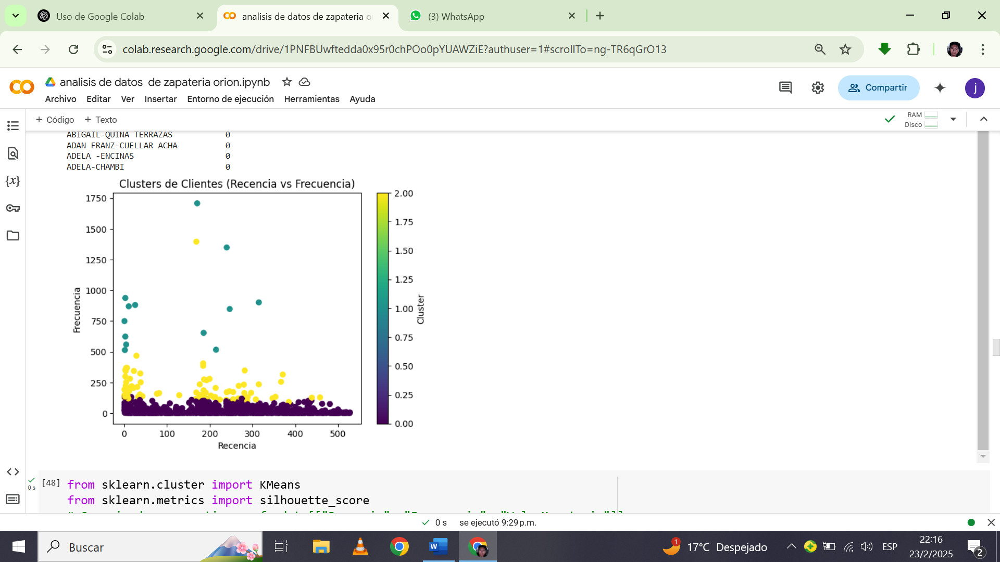 Uso de Google Colab
analisis de datos de zapateria o
(3) WhatsApp
colab.research.google.com/drive/1PNFBUwftedda0x95r0chPOo0pYUAWZiE?authuser=1#scrollTo=ng-TR6qGrO13
analisis de datos  de zapateria orion.ipynb
Archivo Editar Ver Insertar Entorno de ejecución Herramientas Ayuda
Compartir
j
+ Código + Texto
RAM
Disco
ABIGAIL-QUINA TERRAZAS 0
ADAN FRANZ-CUELLAR ACHA 0
ADELA -ENCINAS 0
ADELA-CHAMBI 0
Clusters de Clientes (Recencia vs Frecuencia)
1750
1500
1250
1000
750
500
250
0
Frecuencia
0 100 200 300 400 500
Recencia
2.00
1.75
1.50
1.25
1.00
0.75
0.50
0.25
0.00
Cluster
[48] from sklearn.cluster import KMeans
from sklearn.metrics import silhouette_score
0 s
0 s se ejecutó 9:29 p.m.
Buscar
1
17°C Despejado
ESP
22:16
23/2/2025
2